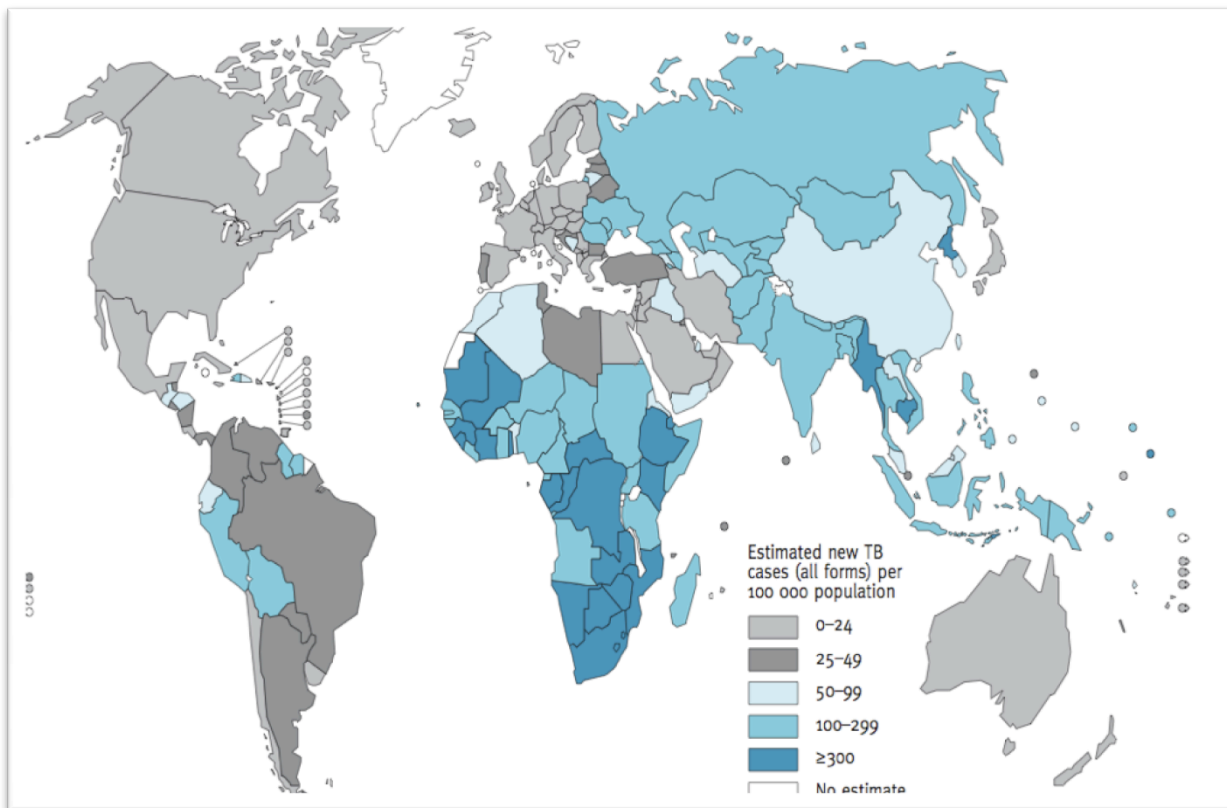 Estimated new TB
cases (all forms) per
100 000 population
0–24
25–49
50–99
100–299
≥300
No estimate